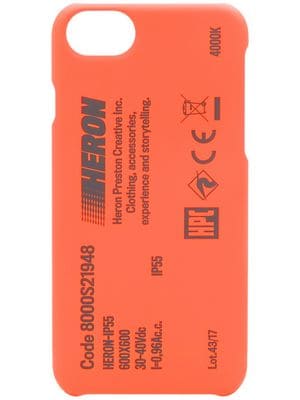 HERON
Heron Preston Creative Inc.
Clothing, accessories,
experience and storytelling.
4000K
CE
HPI
Code 8000S21948
HERON-IP55
600X600
30-40Vdc
I-0,96Ac.c.
IP55
Lot.43/17